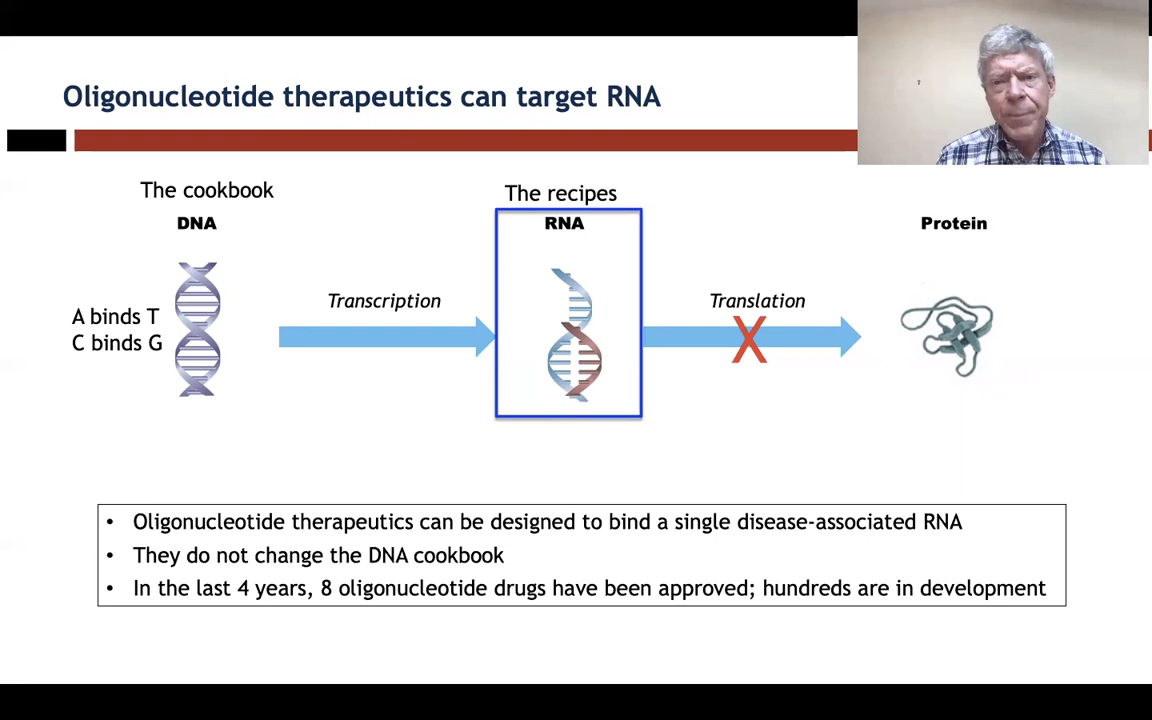 Oligonucleotide therapeutics can target RNA
The cookbook
The recipes
DNA
RNA
Protein
Transcription
Translation
A binds T
C binds G
X
• Oligonucleotide therapeutics can be designed to bind a single disease-associated RNA
• They do not change the DNA cookbook
• In the last 4 years, 8 oligonucleotide drugs have been approved; hundreds are in development